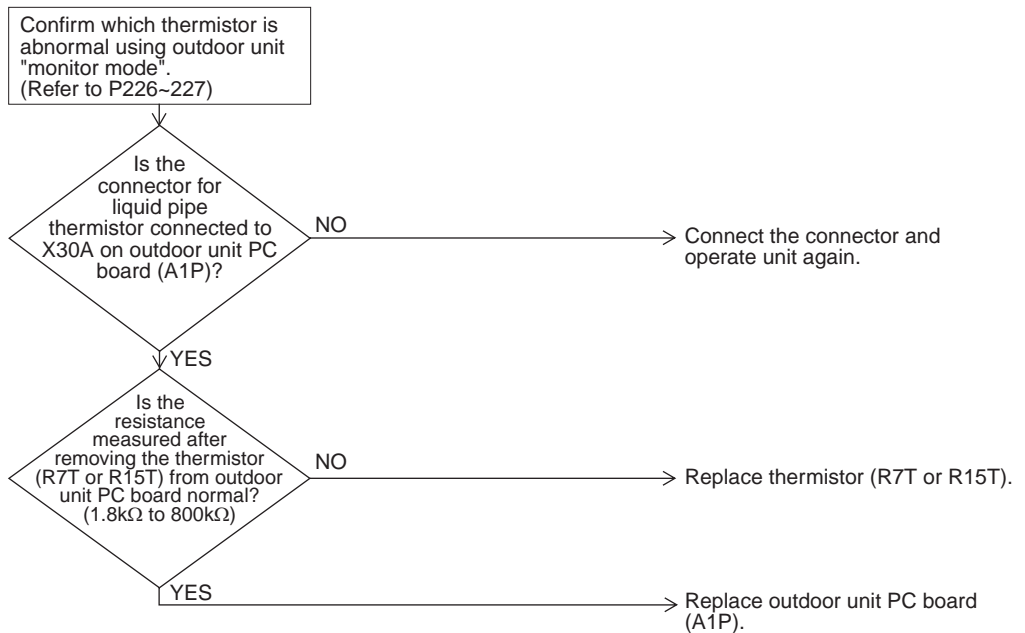 Confirm which thermistor is
abnormal using outdoor unit
"monitor mode".
(Refer to P226~227)
Is the
connector for
liquid pipe
thermistor connected to
X30A on outdoor unit PC
board (A1P)?
NO
Connect the connector and
operate unit again.
YES
Is the
resistance
measured after
removing the thermistor
(R7T or R15T) from outdoor
unit PC board normal?
(1.8kΩ to 800kΩ)
NO
Replace thermistor (R7T or R15T).
YES
Replace outdoor unit PC board
(A1P).